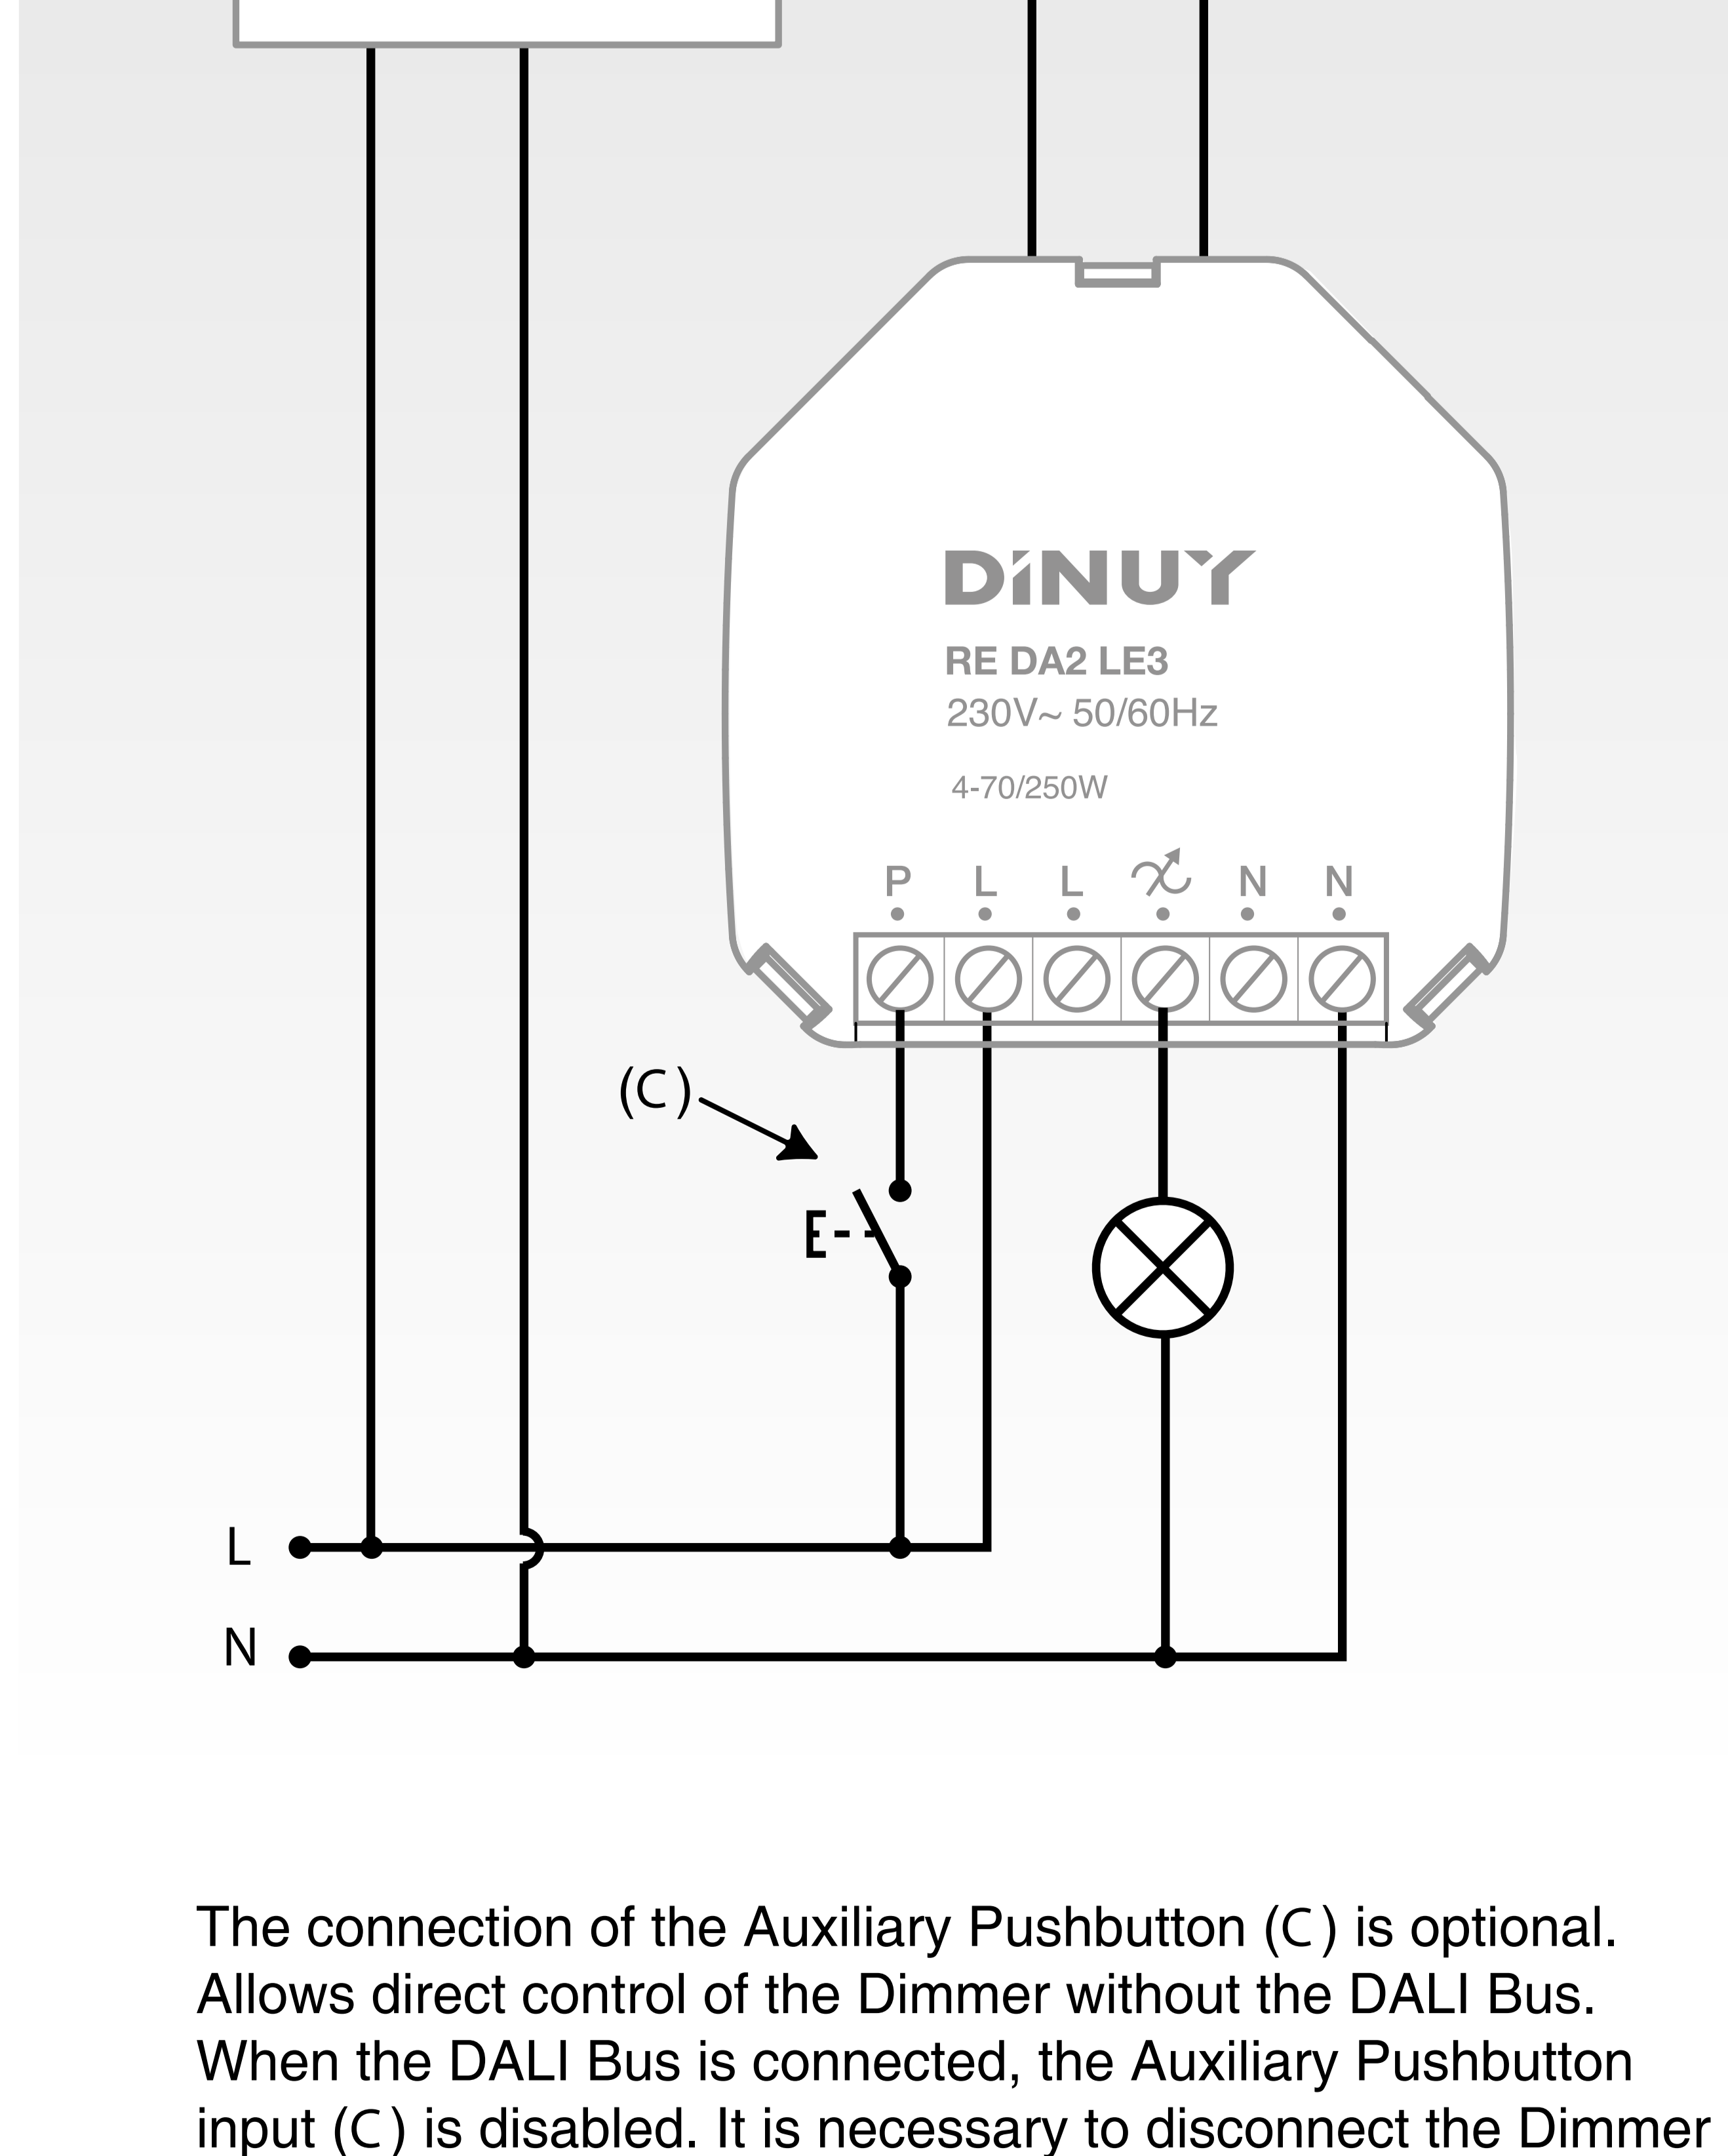 DiNUY
RE DA2 LE3
230V~ 50/60Hz
4-70/250W
P L L N N
(C)
L
N
The connection of the Auxiliary Pushbutton (C) is optional.
Allows direct control of the Dimmer without the DALI Bus.
When the DALI Bus is connected, the Auxiliary Pushbutton
input (C) is disabled. It is necessary to disconnect the Dimmer